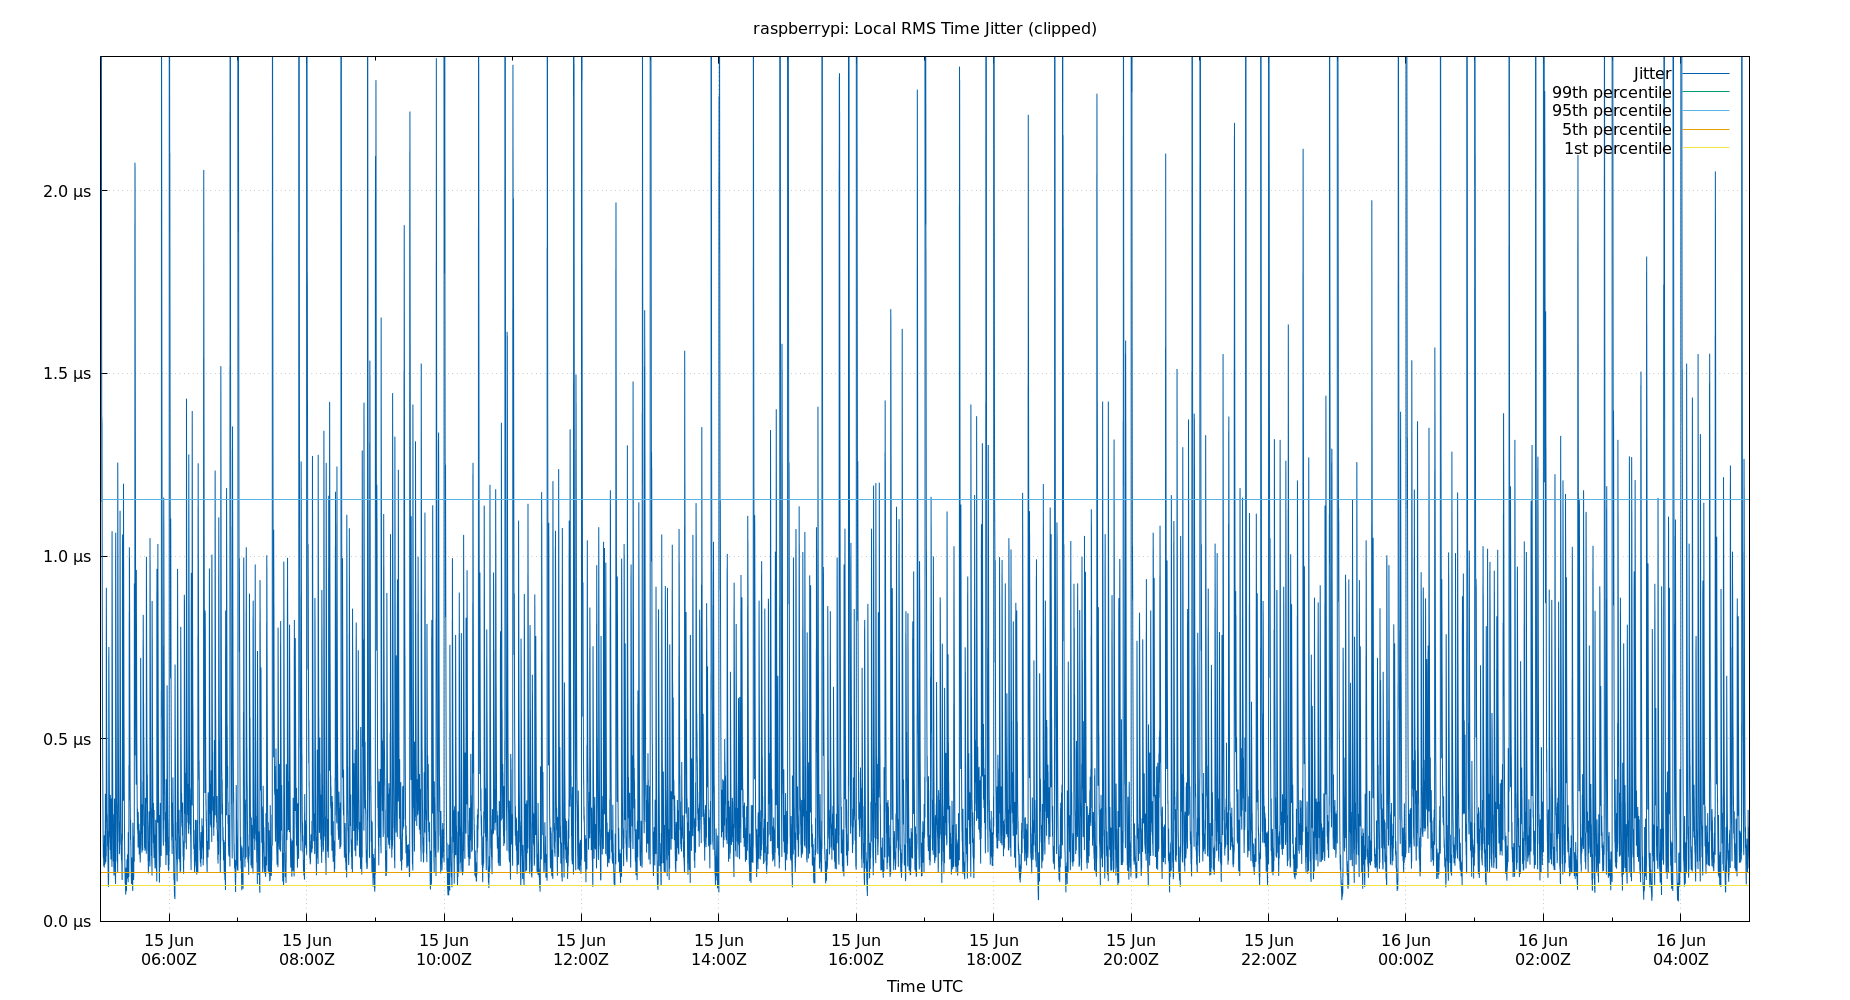 raspberrypi: Local RMS Time Jitter (clipped)
Jitter
99th percentile
95th percentile
5th percentile
1st percentile
2.0 µs
1.5 µs
1.0 µs
0.5 µs
0.0 µs
15 Jun 15 Jun 15 Jun 15 Jun 15 Jun 15 Jun 15 Jun 15 Jun 15 Jun 16 Jun 16 Jun 16 Jun
06:00Z 08:00Z 10:00Z 12:00Z 14:00Z 16:00Z 18:00Z 20:00Z 22:00Z 00:00Z 02:00Z 04:00Z
Time UTC